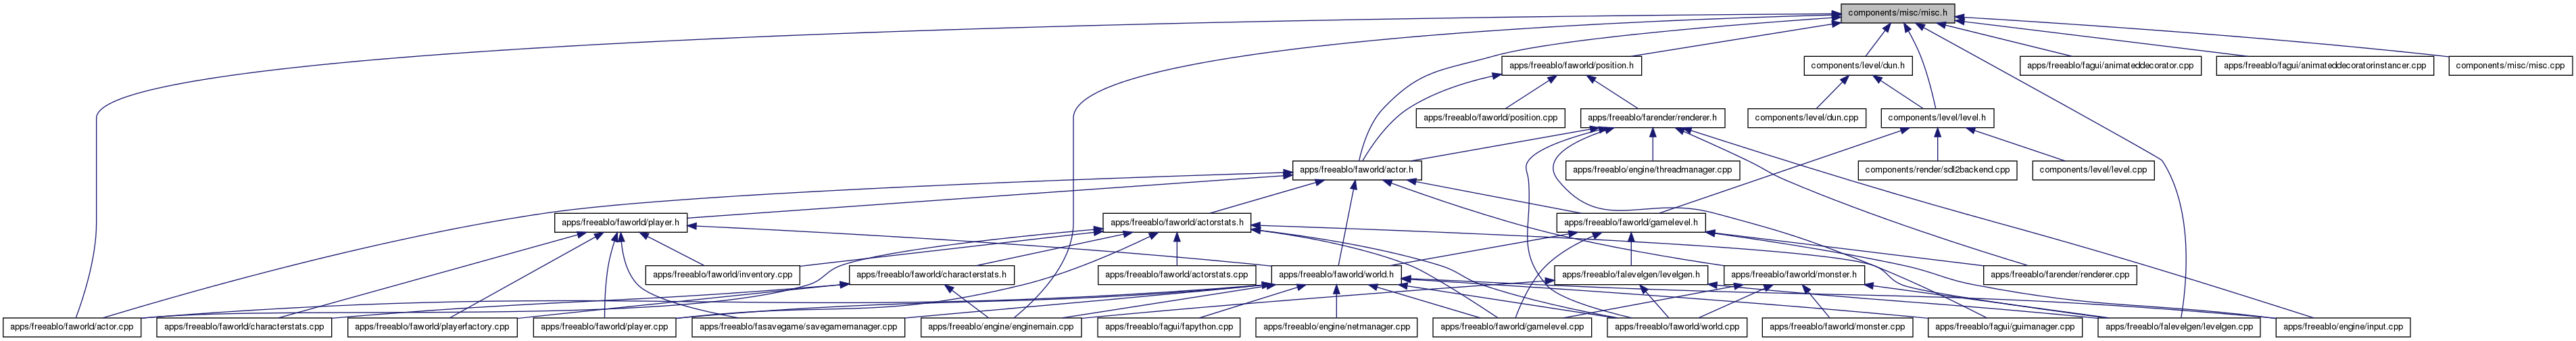 components/misc/misc.h
apps/freeablo/faworld/position.h
components/level/dun.h
apps/freeablo/fagui/animateddecorator.cpp
apps/freeablo/fagui/animateddecoratorinstancer.cpp
components/misc/misc.cpp
apps/freeablo/faworld/position.cpp
apps/freeablo/farender/renderer.h
components/level/dun.cpp
components/level/level.h
apps/freeablo/faworld/actor.h
apps/freeablo/engine/threadmanager.cpp
components/render/sdl2backend.cpp
components/level/level.cpp
apps/freeablo/faworld/player.h
apps/freeablo/faworld/actorstats.h
apps/freeablo/faworld/gamelevel.h
apps/freeablo/faworld/inventory.cpp
apps/freeablo/faworld/characterstats.h
apps/freeablo/faworld/actorstats.cpp
apps/freeablo/faworld/world.h
apps/freeablo/falevelgen/levelgen.h
apps/freeablo/faworld/monster.h
apps/freeablo/farender/renderer.cpp
apps/freeablo/faworld/actor.cpp
apps/freeablo/faworld/characterstats.cpp
apps/freeablo/faworld/playerfactory.cpp
apps/freeablo/faworld/player.cpp
apps/freeablo/fasavegame/savegamemanager.cpp
apps/freeablo/engine/enginemain.cpp
apps/freeablo/fagui/fapython.cpp
apps/freeablo/engine/netmanager.cpp
apps/freeablo/faworld/gamelevel.cpp
apps/freeablo/faworld/world.cpp
apps/freeablo/faworld/monster.cpp
apps/freeablo/fagui/guimanager.cpp
apps/freeablo/falevelgen/levelgen.cpp
apps/freeablo/engine/input.cpp